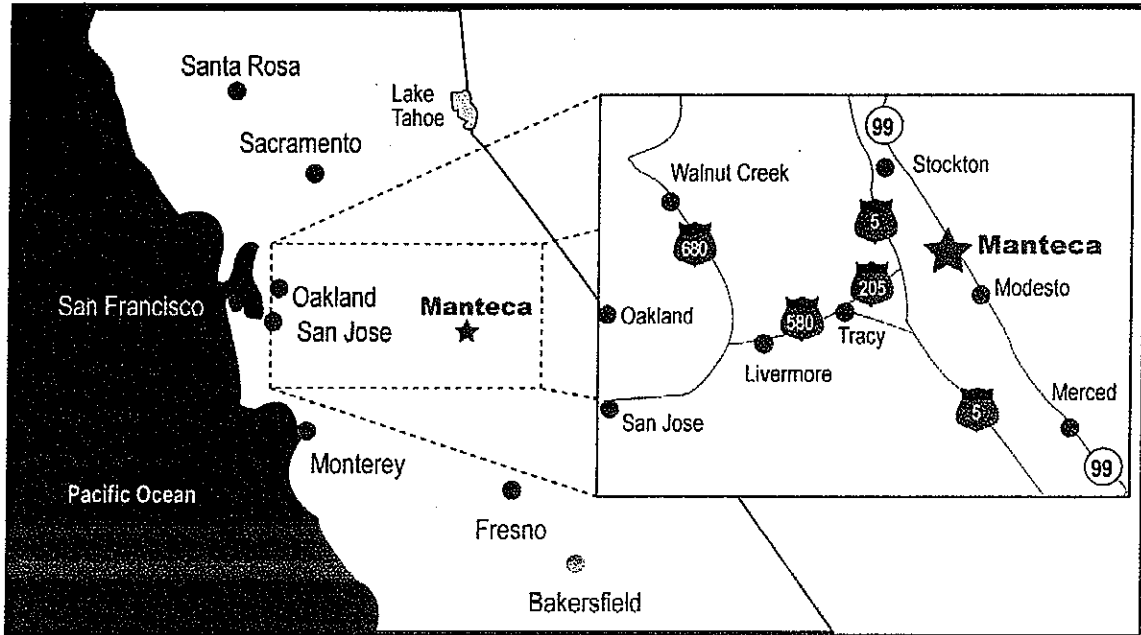 Santa Rosa
Lake
Tahoe
Sacramento
San Francisco
Oakland
San Jose
Manteca
Monterey
Pacific Ocean
Fresno
Bakersfield
99
Walnut Creek
Stockton
5
680
Manteca
205
Modesto
Oakland
580
Tracy
Livermore
Merced
5
San Jose
99